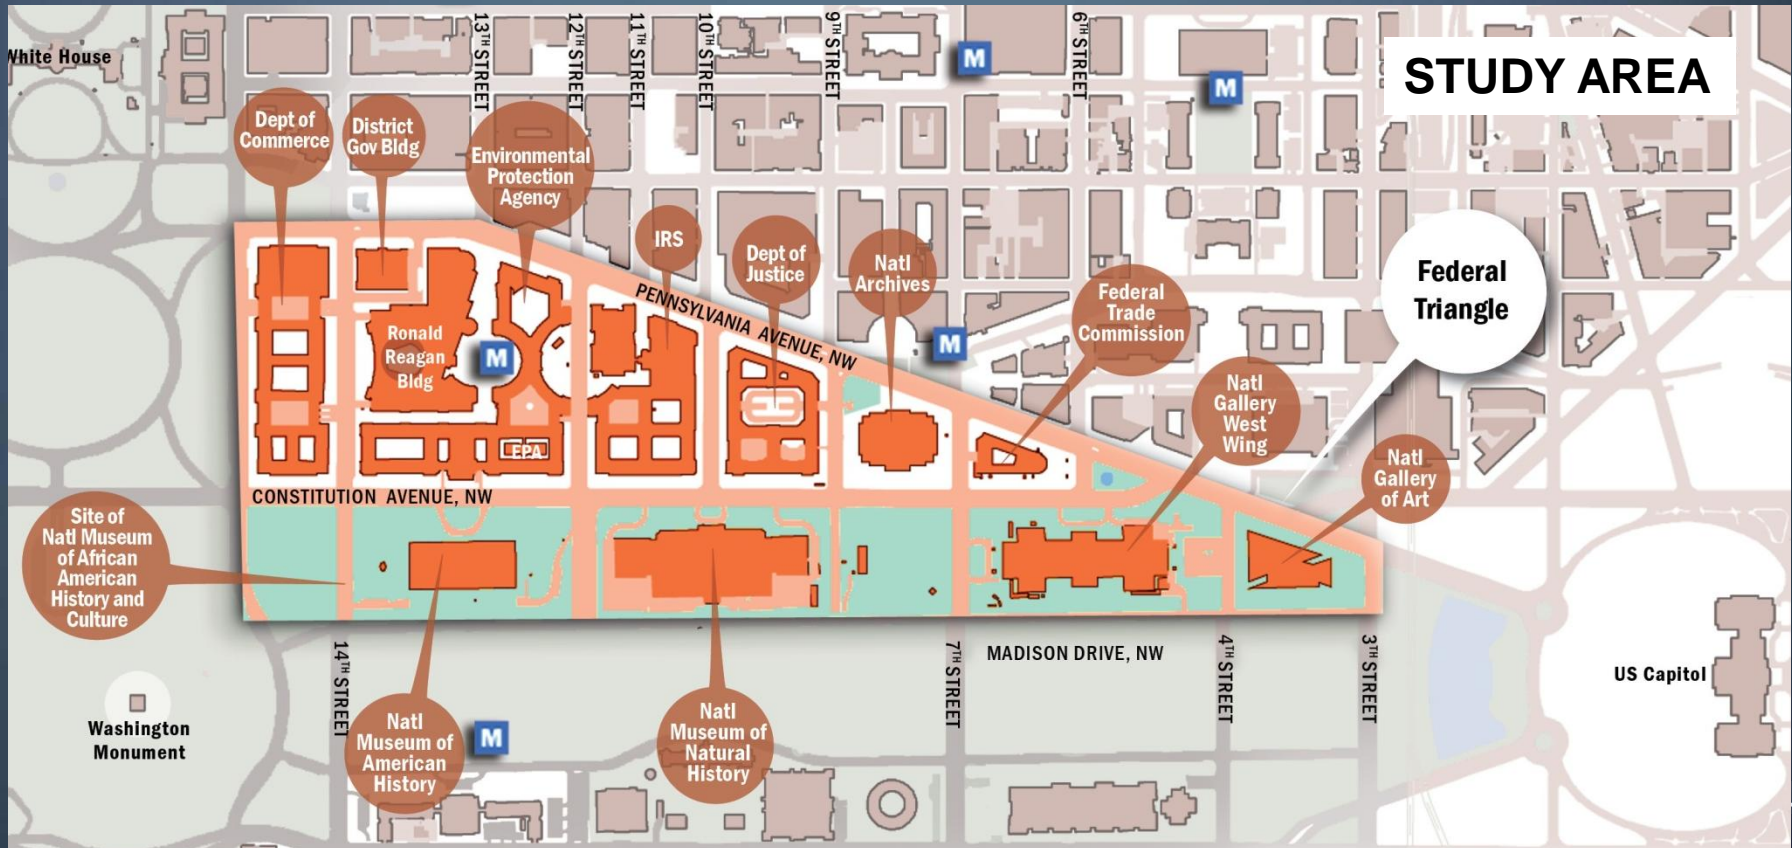 STUDY AREA
White House
13TH STREET
12TH STREET
11TH STREET
10TH STREET
9TH STREET
6TH STREET
M
M
Dept of
Commerce
District
Gov Bldg
Environmental
Protection
Agency
IRS
Dept of
Justice
Natl
Archives
Federal
Trade
Commission
Federal
Triangle
PENNSYLVANIA AVENUE, NW
Ronald
Reagan
Bldg
M
M
Natl
Gallery
West
Wing
EPA
Natl
Gallery
of Art
CONSTITUTION AVENUE, NW
Site of
Natl Museum
of African
American
History and
Culture
14TH STREET
7TH STREET
MADISON DRIVE, NW
4TH STREET
3TH STREET
US Capitol
Washington
Monument
Natl
Museum of
American
History
M
Natl
Museum of
Natural
History